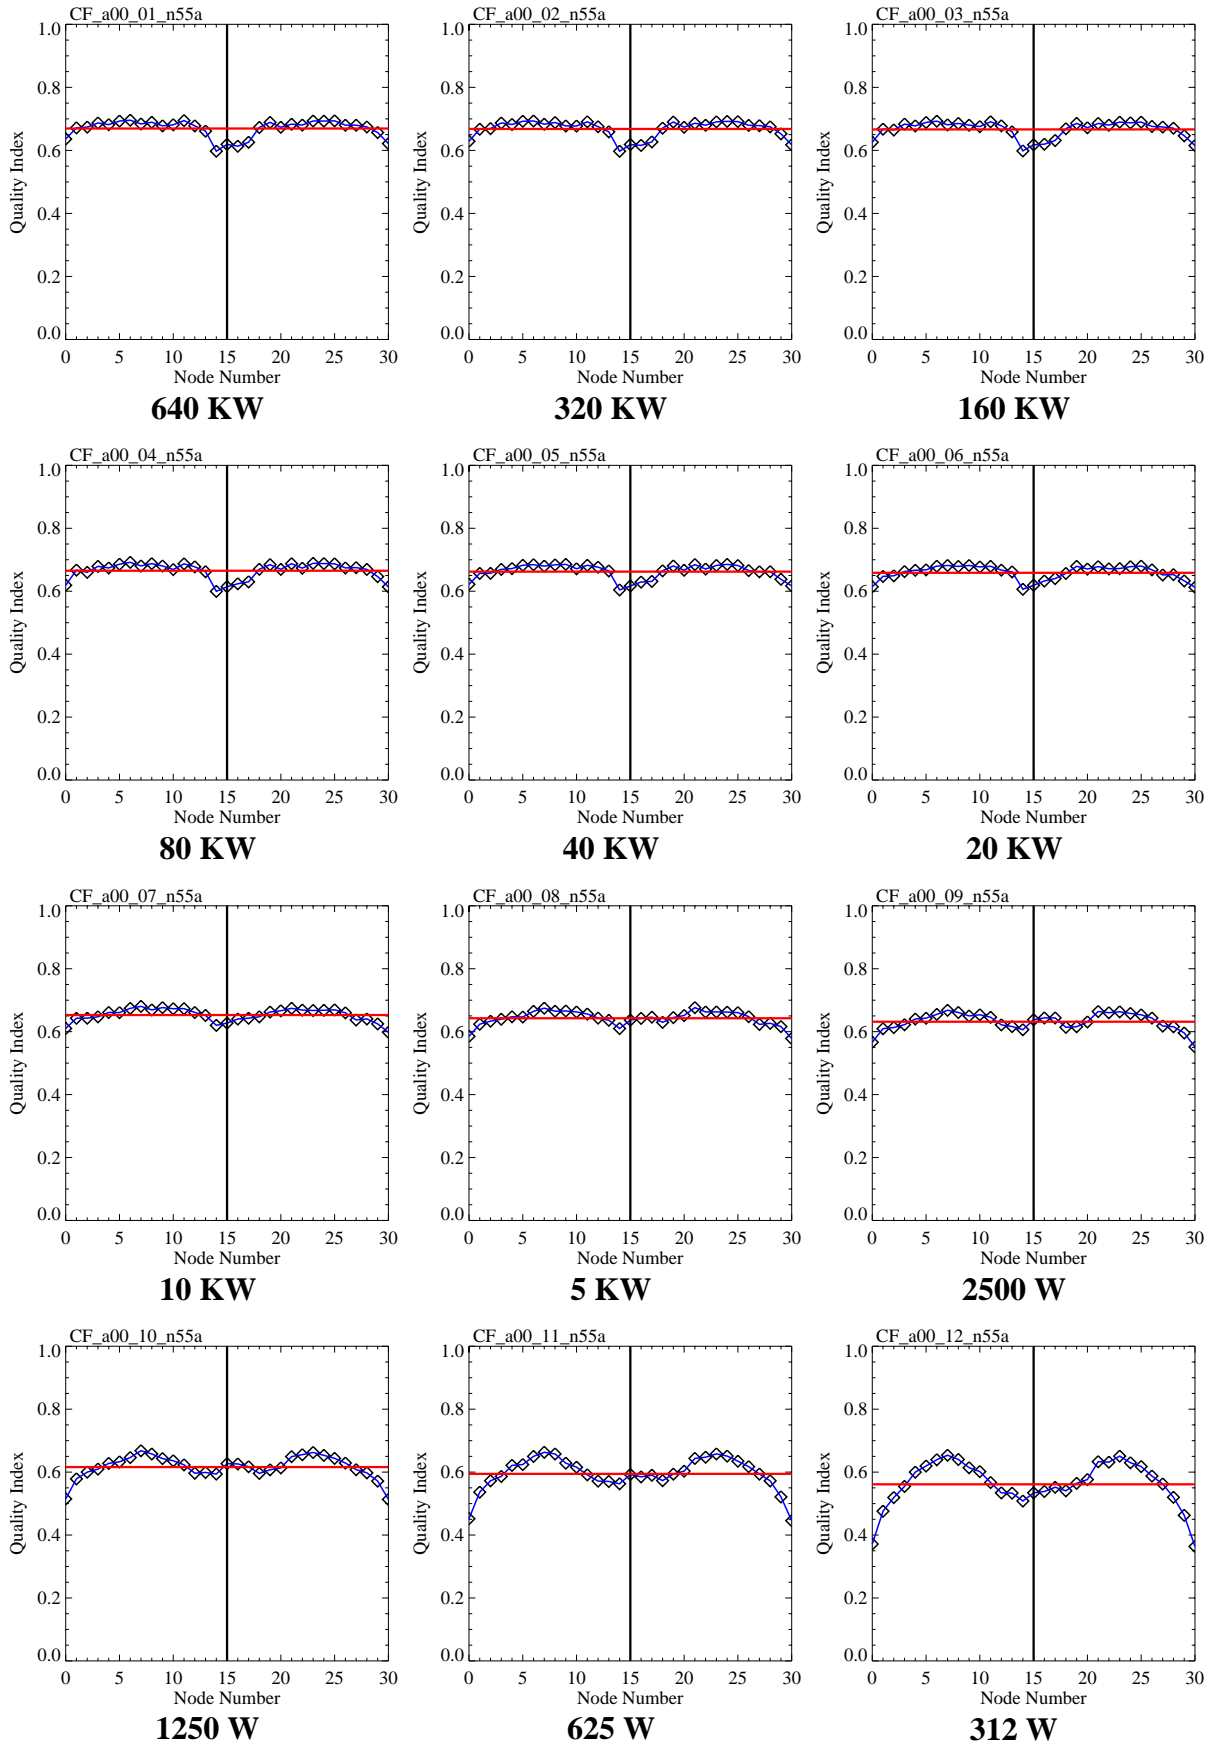 CF_a00_01_n55a
1.0
0.8
0.6
0.4
0.2
0.0
Quality Index
0 5 10 15 20 25 30
Node Number
640 KW
CF_a00_02_n55a
1.0
0.8
0.6
0.4
0.2
0.0
Quality Index
0 5 10 15 20 25 30
Node Number
320 KW
CF_a00_03_n55a
1.0
0.8
0.6
0.4
0.2
0.0
Quality Index
0 5 10 15 20 25 30
Node Number
160 KW
CF_a00_04_n55a
1.0
0.8
0.6
0.4
0.2
0.0
Quality Index
0 5 10 15 20 25 30
Node Number
80 KW
CF_a00_05_n55a
1.0
0.8
0.6
0.4
0.2
0.0
Quality Index
0 5 10 15 20 25 30
Node Number
40 KW
CF_a00_06_n55a
1.0
0.8
0.6
0.4
0.2
0.0
Quality Index
0 5 10 15 20 25 30
Node Number
20 KW
CF_a00_07_n55a
1.0
0.8
0.6
0.4
0.2
0.0
Quality Index
0 5 10 15 20 25 30
Node Number
10 KW
CF_a00_08_n55a
1.0
0.8
0.6
0.4
0.2
0.0
Quality Index
0 5 10 15 20 25 30
Node Number
5 KW
CF_a00_09_n55a
1.0
0.8
0.6
0.4
0.2
0.0
Quality Index
0 5 10 15 20 25 30
Node Number
2500 W
CF_a00_10_n55a
1.0
0.8
0.6
0.4
0.2
0.0
Quality Index
0 5 10 15 20 25 30
Node Number
1250 W
CF_a00_11_n55a
1.0
0.8
0.6
0.4
0.2
0.0
Quality Index
0 5 10 15 20 25 30
Node Number
625 W
CF_a00_12_n55a
1.0
0.8
0.6
0.4
0.2
0.0
Quality Index
0 5 10 15 20 25 30
Node Number
312 W